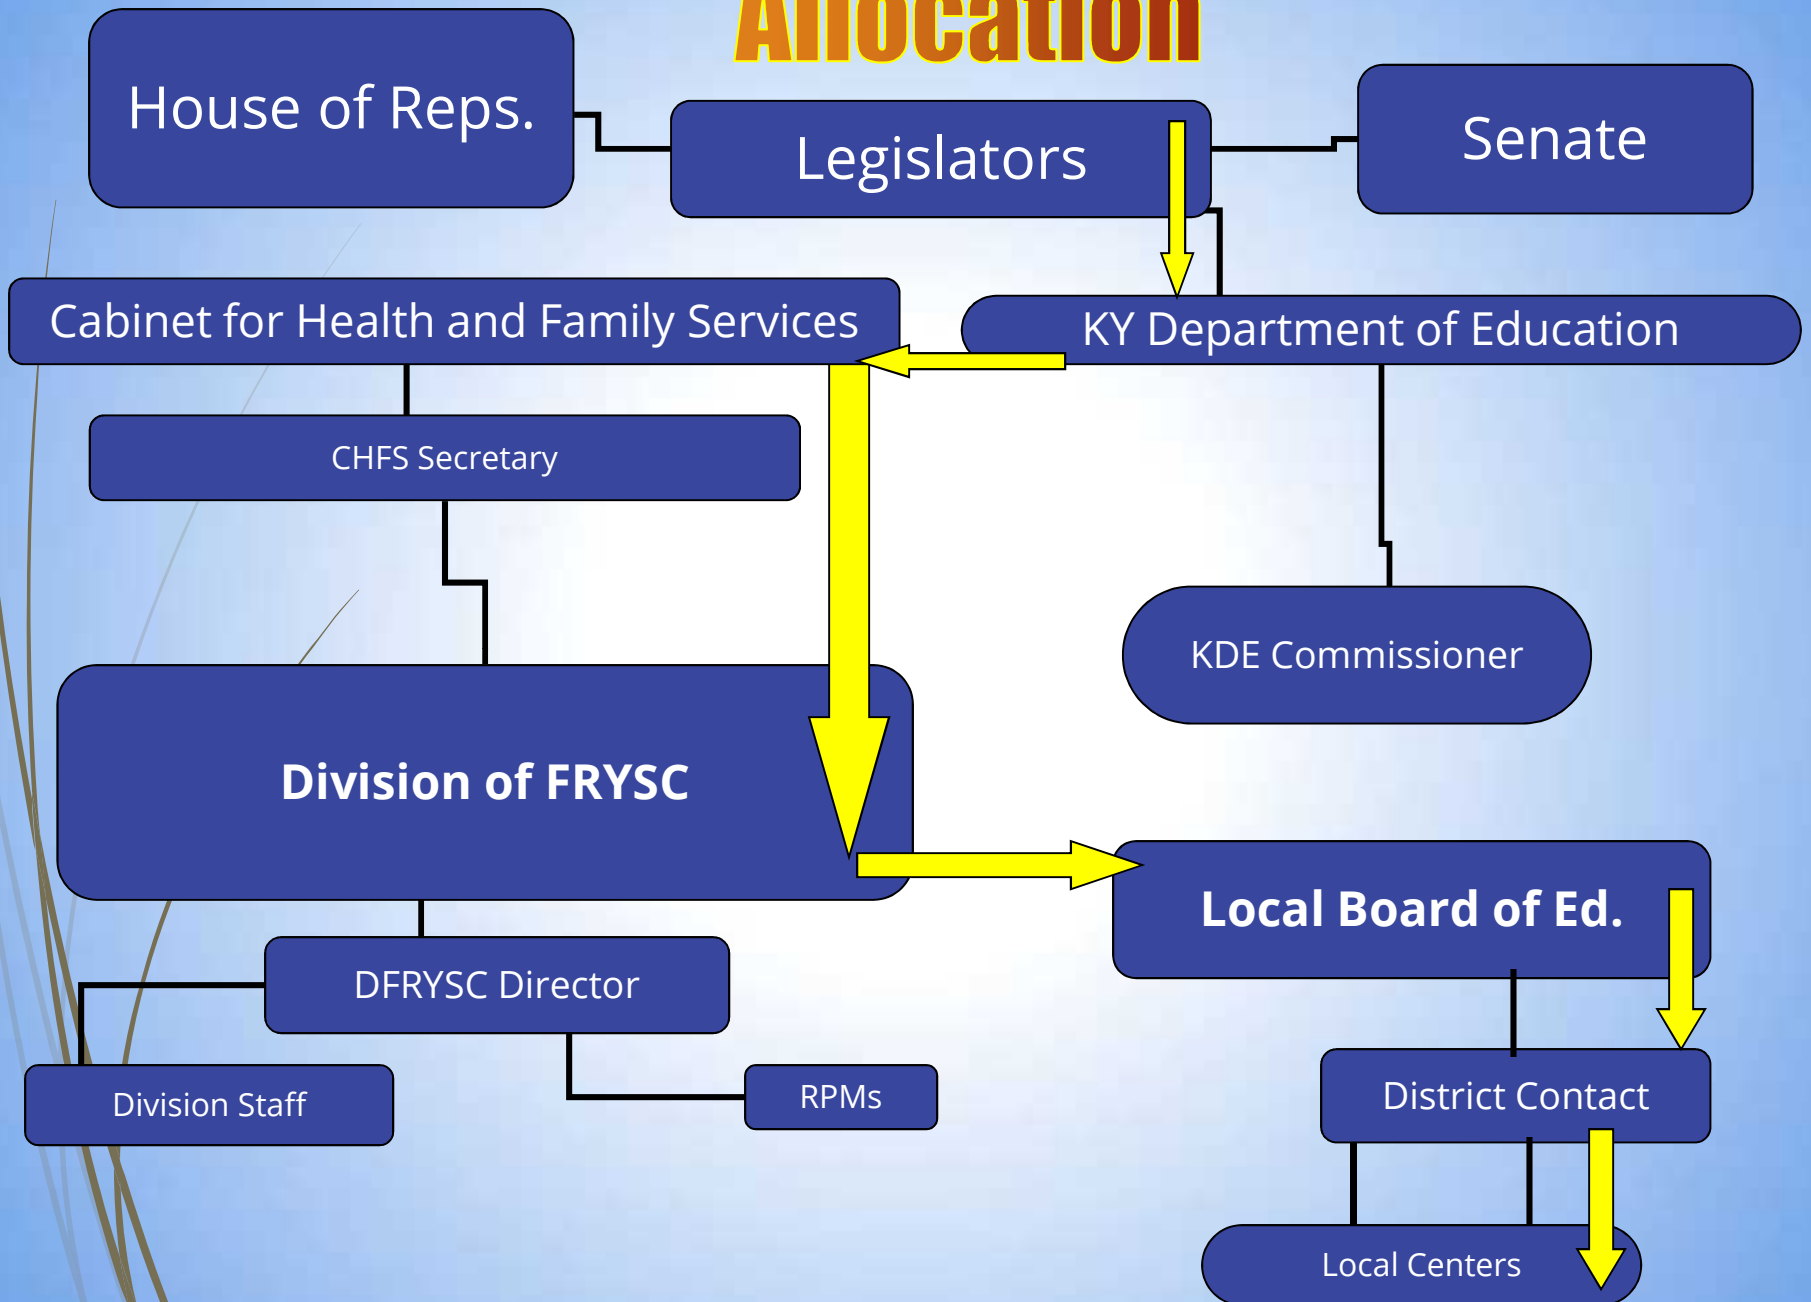 Allocation
House of Reps.
Legislators
Senate
Cabinet for Health and Family Services
KY Department of Education
CHFS Secretary
KDE Commissioner
Division of FRYSC
Local Board of Ed.
DFRYSC Director
Division Staff
RPMs
District Contact
Local Centers